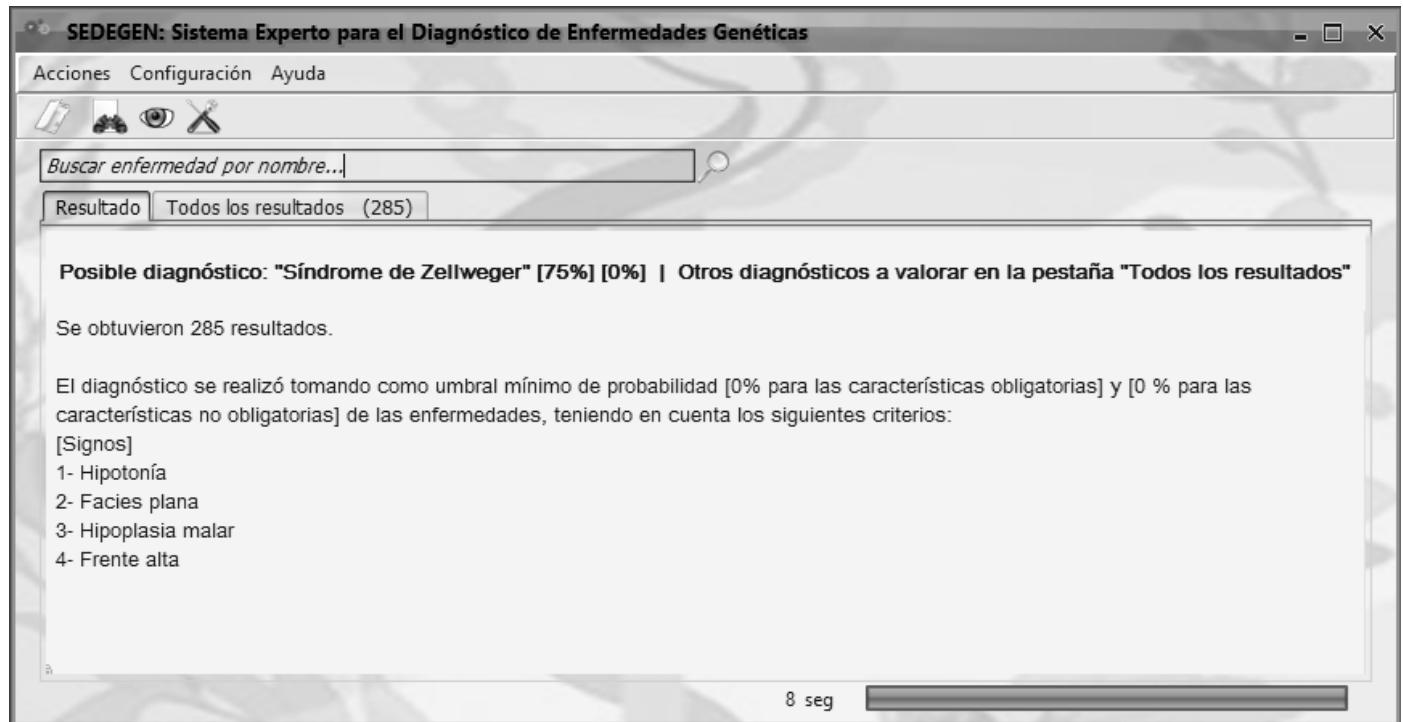 SEDEGEN: Sistema Experto para el Diagnóstico de Enfermedades Genéticas
Acciones Configuración Ayuda
Buscar enfermedad por nombre...
Resultado Todos los resultados (285)
Posible diagnóstico: "Síndrome de Zellweger" [75%] [0%] | Otros diagnósticos a valorar en la pestaña "Todos los resultados"
Se obtuvieron 285 resultados.
El diagnóstico se realizó tomando como umbral mínimo de probabilidad [0% para las características obligatorias] y [0 % para las
características no obligatorias] de las enfermedades, teniendo en cuenta los siguientes criterios:
[Signos]
1- Hipotonía
2- Facies plana
3- Hipoplasia malar
4- Frente alta
8 seg